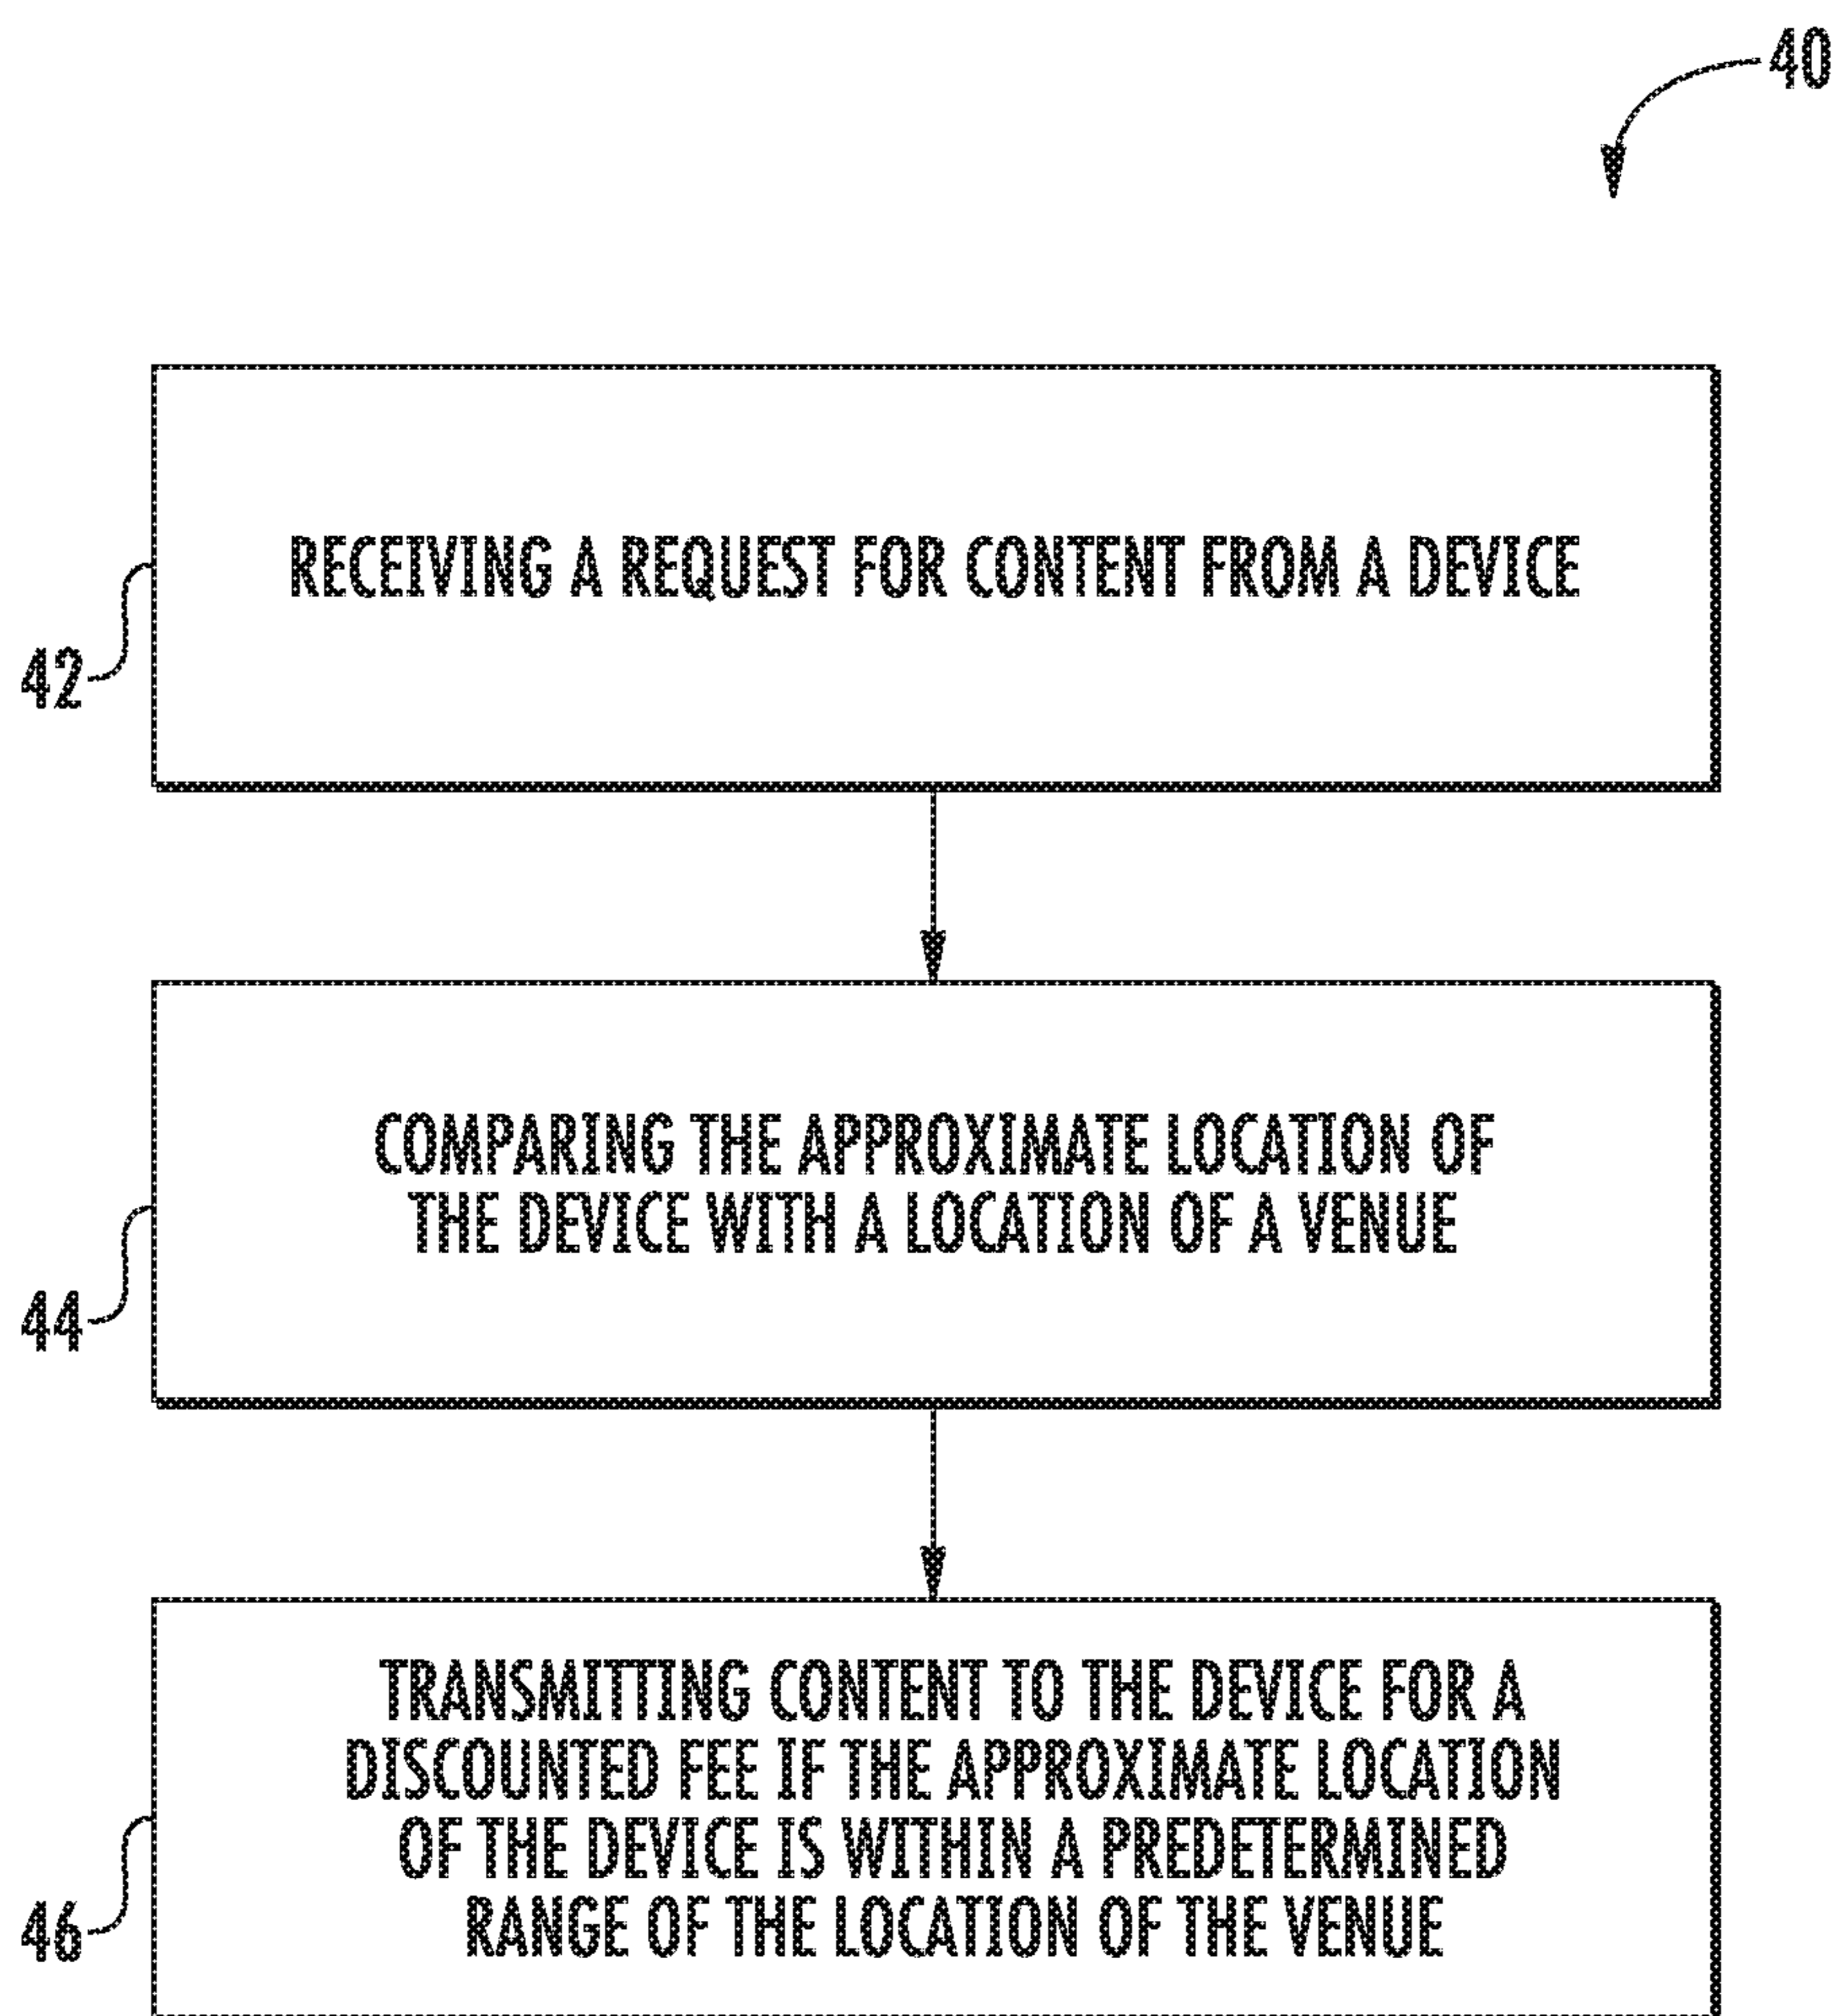 40
RECEIVING A REQUEST FOR CONTENT FROM A DEVICE
42
COMPARING THE APPROXIMATE LOCATION OF
THE DEVICE WITH A LOCATION OF A VENUE
44
TRANSMITTING CONTENT TO THE DEVICE FOR A
DISCOUNTED FEE IF THE APPROXIMATE LOCATION
OF THE DEVICE IS WITHIN A PREDETERMINED
RANGE OF THE LOCATION OF THE VENUE
46